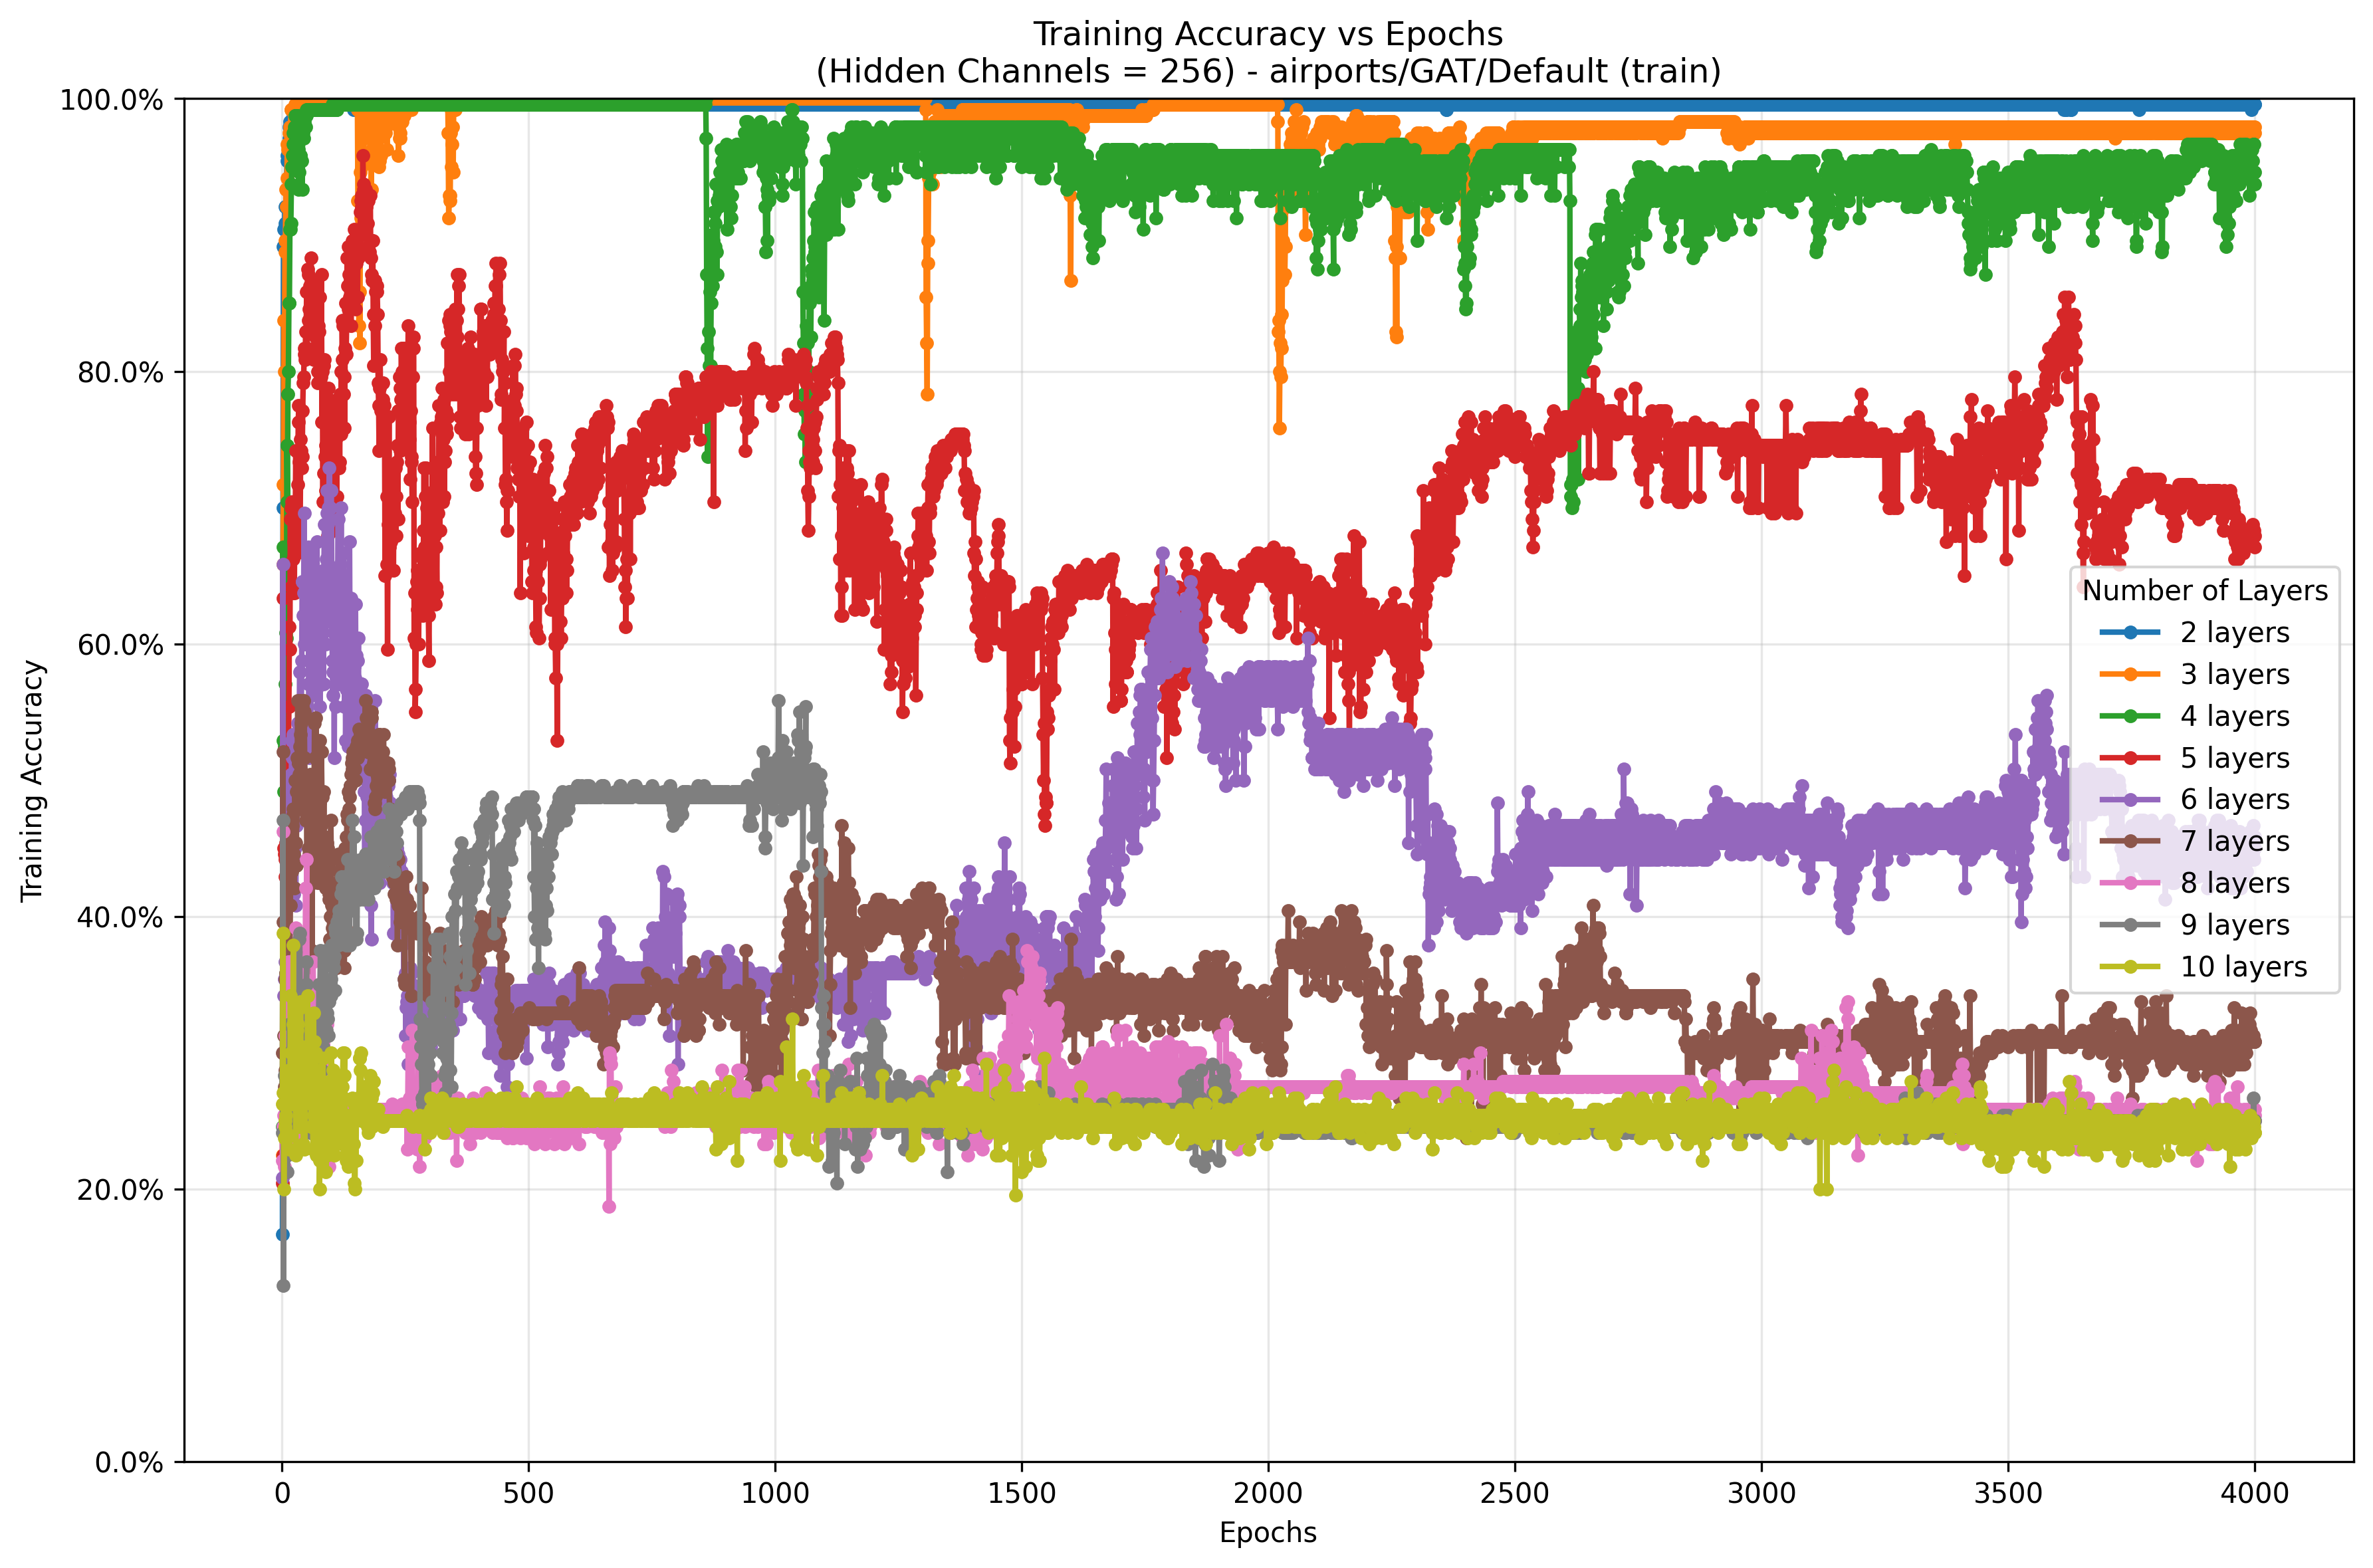 Training Accuracy vs Epochs
(Hidden Channels = 256) - airports/GAT/Default (train)
Training Accuracy
100.0%
80.0%
60.0%
40.0%
20.0%
0.0%
Number of Layers
2 layers
3 layers
4 layers
5 layers
6 layers
7 layers
8 layers
9 layers
10 layers
0 500 1000 1500 2000 2500 3000 3500 4000
Epochs